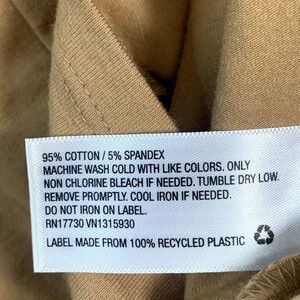 95% COTTON / 5% SPANDEX
MACHINE WASH COLD WITH LIKE COLORS. ONLY
NON CHLORINE BLEACH IF NEEDED. TUMBLE DRY LOW.
REMOVE PROMPTLY. COOL IRON IF NEEDED.
DO NOT IRON ON LABEL.
RN17730 VN1315930
LABEL MADE FROM 100% RECYCLED PLASTIC